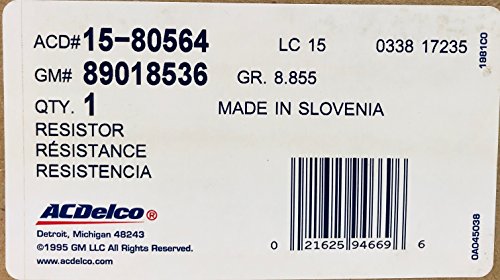 ACD# 15-80564 LC 15 0338 17235
GM# 89018536 GR. 8.855
QTY. 1 MADE IN SLOVENIA
RESISTOR
RÉSISTANCE
RESISTENCIA
ACDelco®
Detroit, Michigan 48243
©1995 GM LLC All Rights Reserved.
www.acdelco.com
0 21625 94669 6
1981C0
0A045038